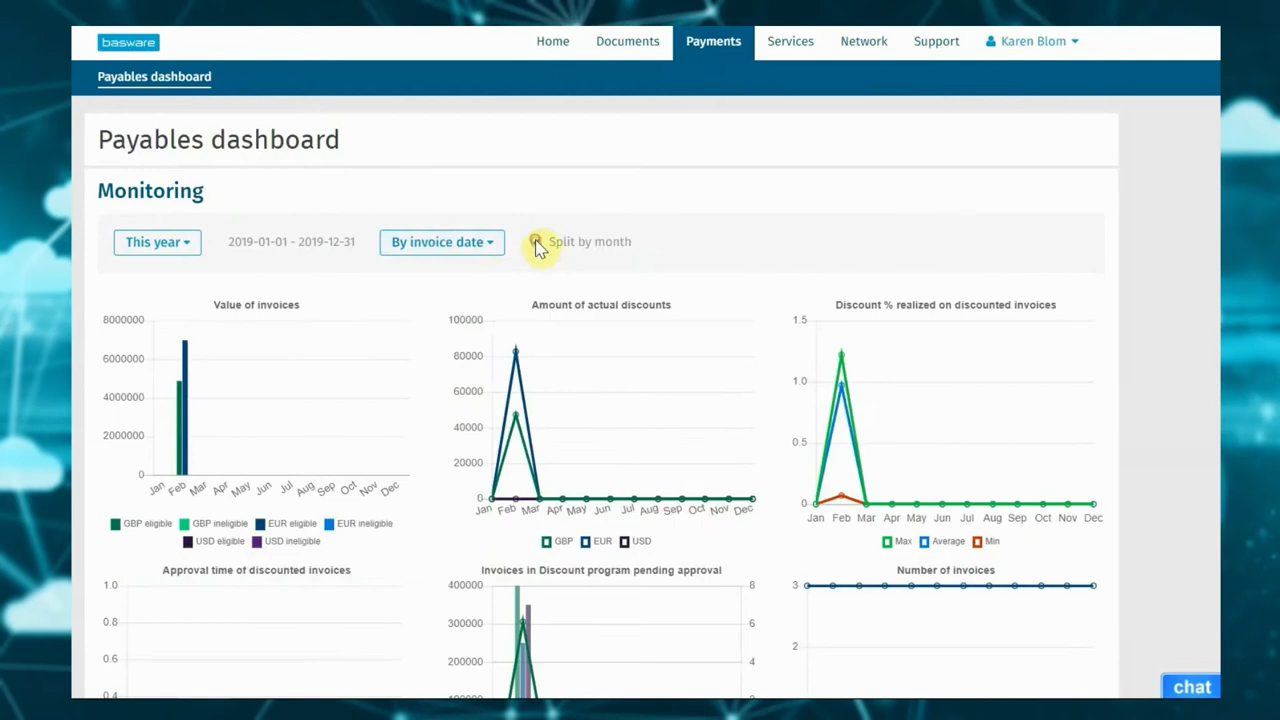 basware
Home Documents Payments Services Network Support Karen Blom
Payables dashboard
Payables dashboard
Monitoring
This year 2019-01-01 - 2019-12-31 By invoice date Split by month
Value of invoices
8000000
6000000
4000000
2000000
0
Jan Feb Mar Apr May Jun Jul Aug Sep Oct Nov Dec
GBP eligible GBP ineligible EUR eligible EUR ineligible
USD eligible USD ineligible
Amount of actual discounts
100000
80000
60000
40000
20000
0
Jan Feb Mar Apr May Jun Jul Aug Sep Oct Nov Dec
GBP EUR USD
Discount % realized on discounted invoices
1.5
1.0
0.5
0
Jan Feb Mar Apr May Jun Jul Aug Sep Oct Nov Dec
Max Average Min
Approval time of discounted invoices
1.0
0.8
0.6
0.4
Invoices in Discount program pending approval
400000 8
300000 6
200000 4
100000
Number of invoices
3
2
chat